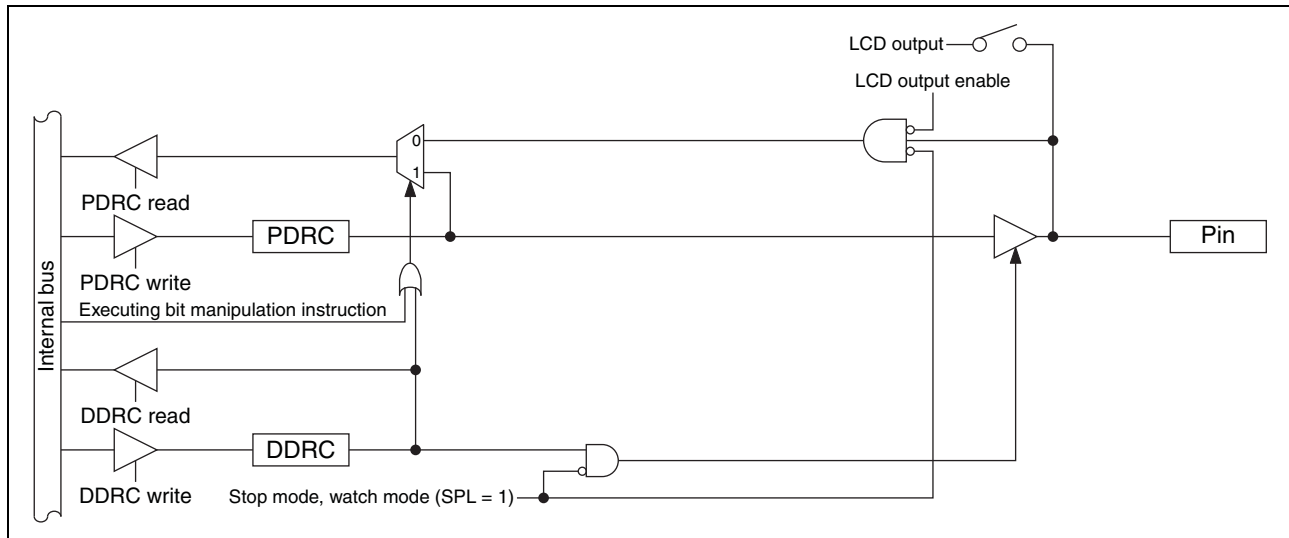 LCD output
LCD output enable
0
1
PDRC read
PDRC
Pin
PDRC write
Executing bit manipulation instruction
Internal bus
DDRC read
DDRC
Stop mode, watch mode (SPL = 1)
DDRC write